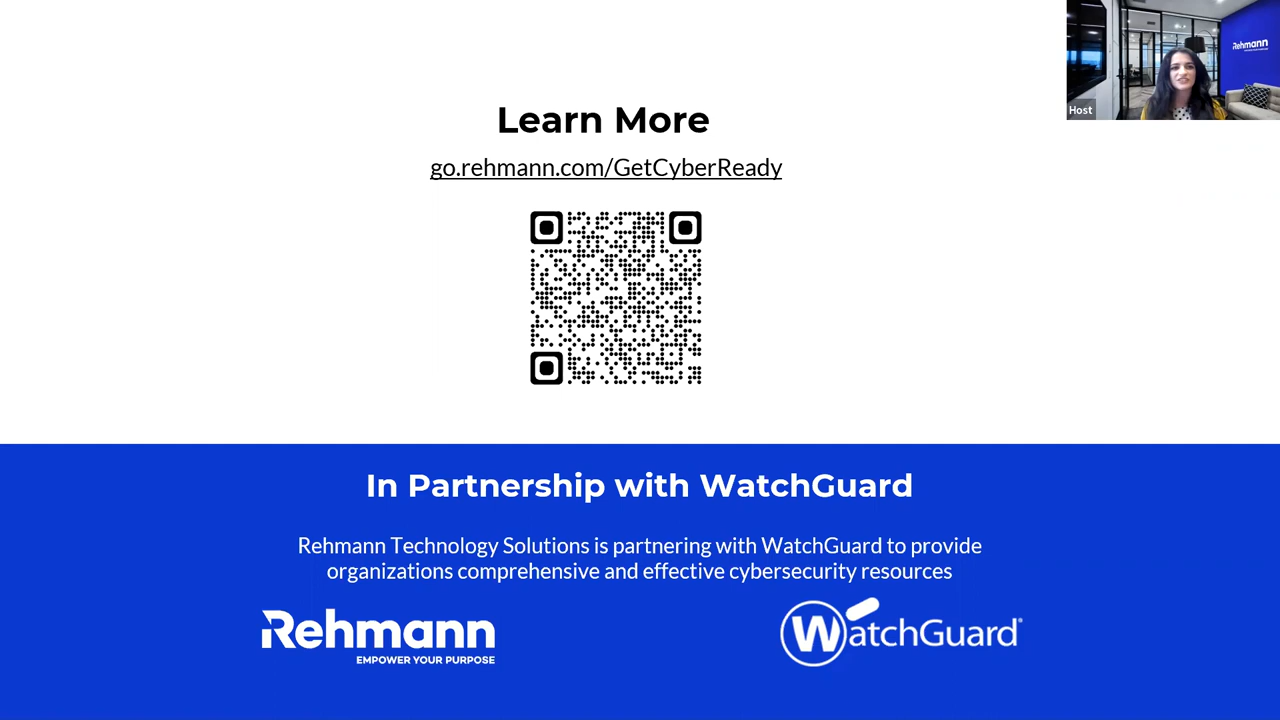 Learn More
go.rehmann.com/GetCyberReady
Rehmann
Host
In Partnership with WatchGuard
Rehmann Technology Solutions is partnering with WatchGuard to provide
organizations comprehensive and effective cybersecurity resources
Rehmann
EMPOWER YOUR PURPOSE
WatchGuard®